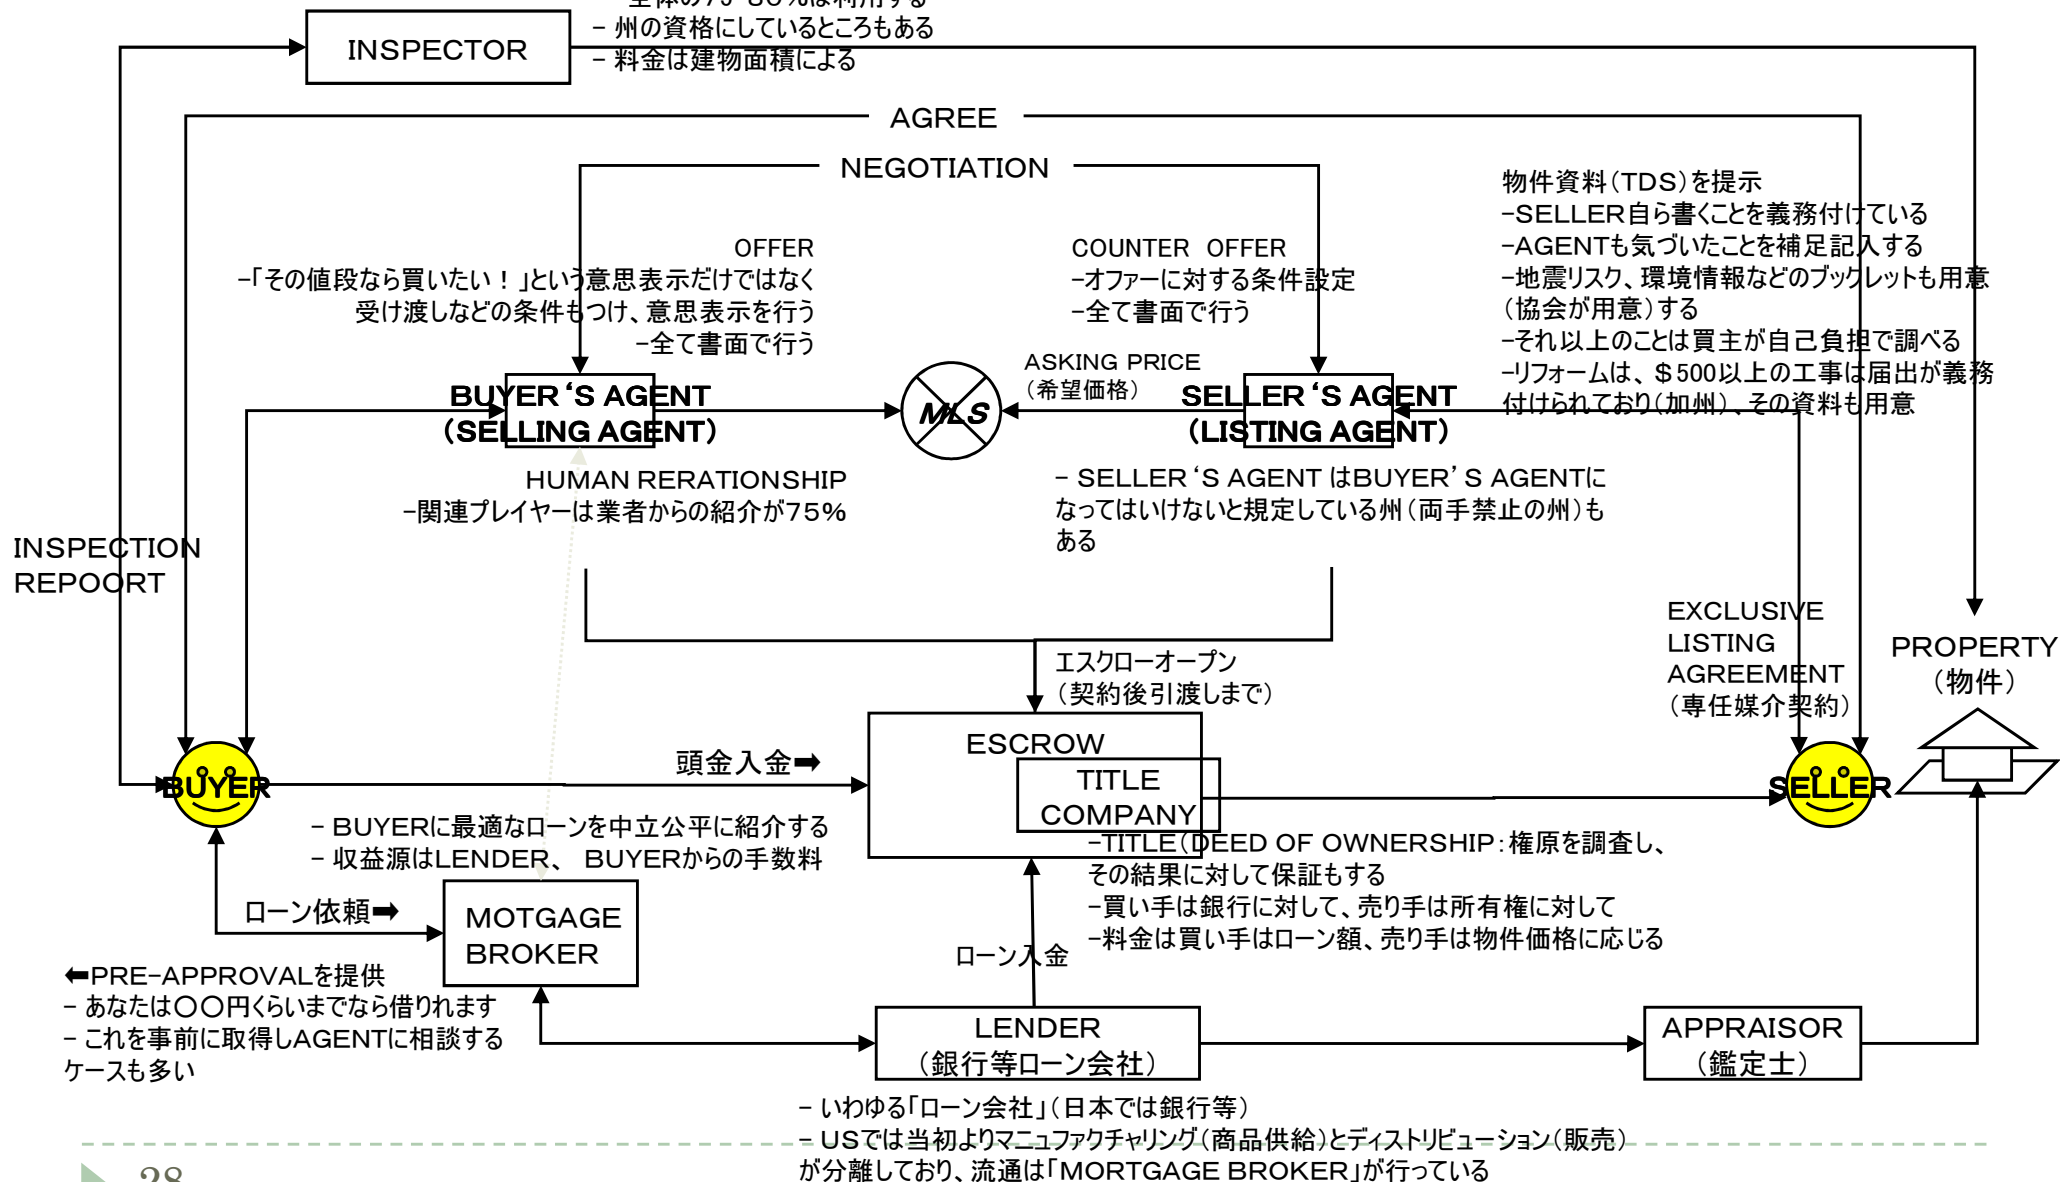 全体の75-80%は利用する
INSPECTOR
- 州の資格にしているところもある
- 料金は建物面積による
AGREE
NEGOTIATION
物件資料（TDS）を提示
-SELLER自ら書くことを義務付けている
-AGENTも気づいたことを補足記入する
-地震リスク、環境情報などのブックレットも用意
（協会が用意）する
-それ以上のことは買主が自己負担で調べる
-リフォームは、＄500以上の工事は届出が義務
付けられており（加州）、その資料も用意
OFFER
-「その値段なら買いたい！」という意思表示だけではなく
受け渡しなどの条件もつけ、意思表示を行う
-全て書面で行う
COUNTER OFFER
-オファーに対する条件設定
-全て書面で行う
ASKING PRICE
（希望価格）
BUYER‘S AGENT
（SELLING AGENT）
MLS
SELLER‘S AGENT
（LISTING AGENT）
HUMAN RERATIONSHIP
-関連プレイヤーは業者からの紹介が75%
- SELLER‘S AGENT はBUYER’S AGENTに
なってはいけないと規定している州（両手禁止の州）も
ある
INSPECTION
REPOORT
EXCLUSIVE
LISTING
AGREEMENT
（専任媒介契約）
PROPERTY
（物件）
エスクローオープン
（契約後引渡しまで）
ESCROW
TITLE
COMPANY
頭金入金➡
BUYER
SELLER
- BUYERに最適なローンを中立公平に紹介する
- 収益源はLENDER、 BUYERからの手数料
-TITLE（DEED OF OWNERSHIP：権原を調査し、
その結果に対して保証もする
-買い手は銀行に対して、売り手は所有権に対して
-料金は買い手はローン額、売り手は物件価格に応じる
ローン依頼➡
MOTGAGE
BROKER
ローン入金
⬅PRE-APPROVALを提供
- あなたは〇〇円くらいまでなら借りれます
- これを事前に取得しAGENTに相談する
ケースも多い
LENDER
（銀行等ローン会社）
APPRAISOR
（鑑定士）
- いわゆる「ローン会社」（日本では銀行等）
- USでは当初よりマニュファクチャリング（商品供給）とディストリビューション（販売）
が分離しており、流通は「MORTGAGE BROKER」が行っている
28